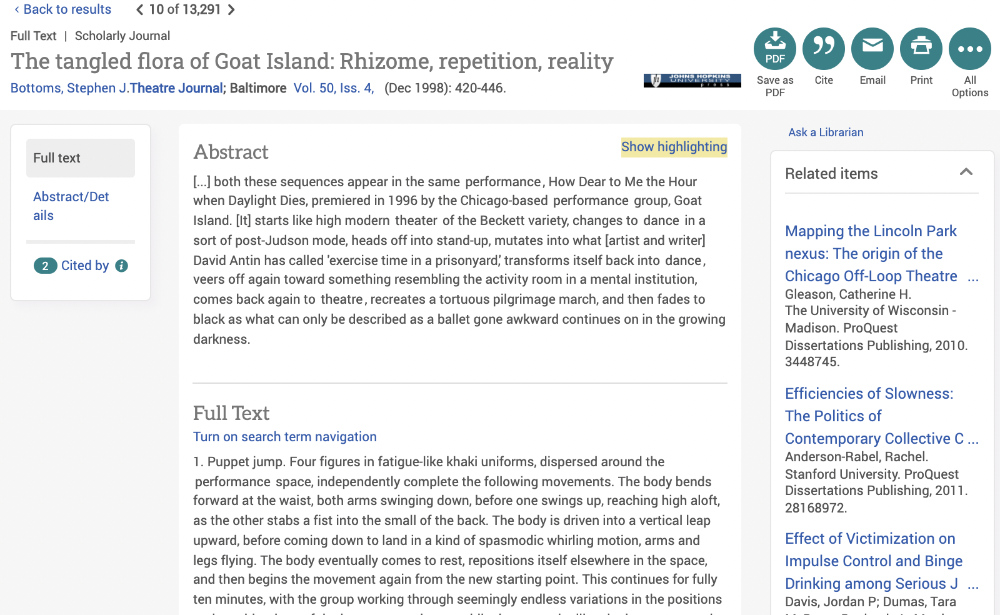 ‹ Back to results
10 of 13,291
Full Text | Scholarly Journal
The tangled flora of Goat Island: Rhizome, repetition, reality
Bottoms, Stephen J.Theatre Journal; Baltimore Vol. 50, Iss. 4, (Dec 1998): 420-446.
JOHNS HOPKINS
UNIVERSITY
press
PDF
Save as
PDF
Cite
Email
Print
All
Options
Full text
Abstract/Det
ails
2 Cited by i
Abstract
Show highlighting
[...] both these sequences appear in the same performance, How Dear to Me the Hour
when Daylight Dies, premiered in 1996 by the Chicago-based performance group, Goat
Island. [It] starts like high modern theater of the Beckett variety, changes to dance in a
sort of post-Judson mode, heads off into stand-up, mutates into what [artist and writer]
David Antin has called 'exercise time in a prisonyard,' transforms itself back into dance,
veers off again toward something resembling the activity room in a mental institution,
comes back again to theatre, recreates a tortuous pilgrimage march, and then fades to
black as what can only be described as a ballet gone awkward continues on in the growing
darkness.
Full Text
Turn on search term navigation
1. Puppet jump. Four figures in fatigue-like khaki uniforms, dispersed around the
performance space, independently complete the following movements. The body bends
forward at the waist, both arms swinging down, before one swings up, reaching high aloft,
as the other stabs a fist into the small of the back. The body is driven into a vertical leap
upward, before coming down to land in a kind of spasmodic whirling motion, arms and
legs flying. The body eventually comes to rest, repositions itself elsewhere in the space,
and then begins the movement again from the new starting point. This continues for fully
ten minutes, with the group working through seemingly endless variations in the positions
Ask a Librarian
Related items
Mapping the Lincoln Park
nexus: The origin of the
Chicago Off-Loop Theatre ...
Gleason, Catherine H.
The University of Wisconsin -
Madison. ProQuest
Dissertations Publishing, 2010.
3448745.
Efficiencies of Slowness:
The Politics of
Contemporary Collective C ...
Anderson-Rabel, Rachel.
Stanford University. ProQuest
Dissertations Publishing, 2011.
28168972.
Effect of Victimization on
Impulse Control and Binge
Drinking among Serious J ...
Davis, Jordan P; Dumas, Tara